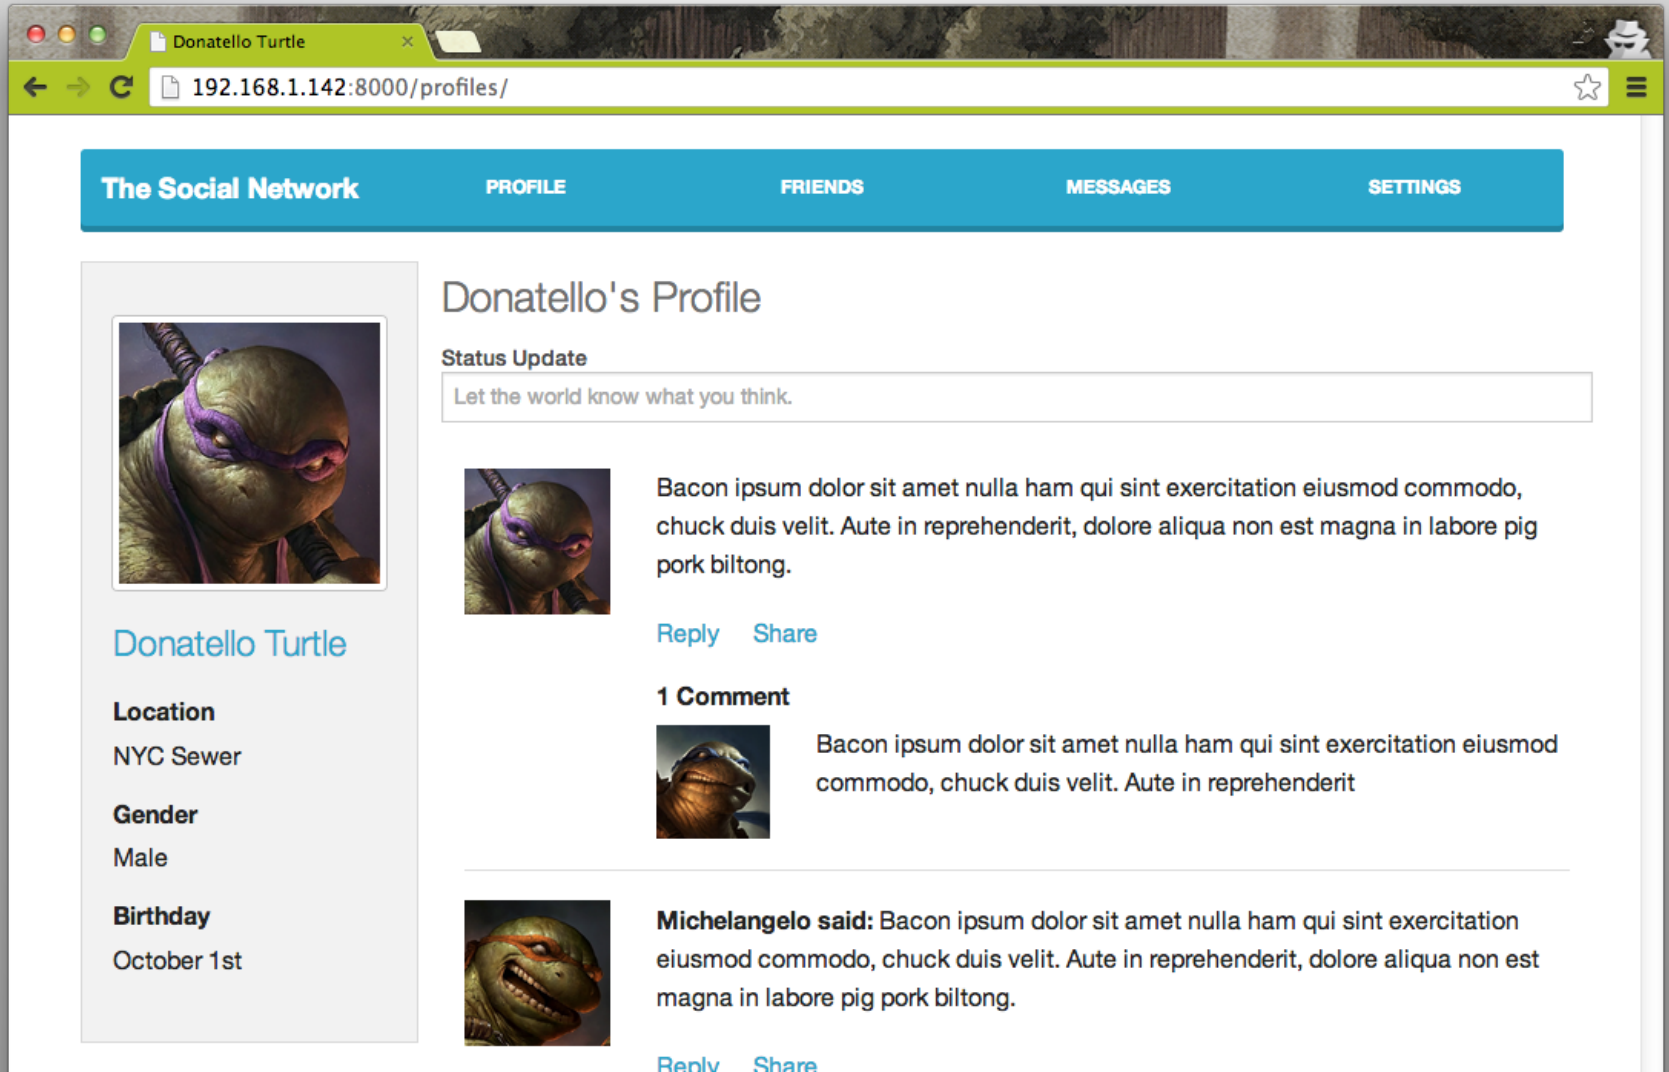 Donatello Turtle
192.168.1.142:8000/profiles/
The Social Network PROFILE FRIENDS MESSAGES SETTINGS
Donatello Turtle
Location
NYC Sewer
Gender
Male
Birthday
October 1st
Donatello's Profile
Status Update
Let the world know what you think.
Bacon ipsum dolor sit amet nulla ham qui sint exercitation eiusmod commodo,
chuck duis velit. Aute in reprehenderit, dolore aliqua non est magna in labore pig
pork biltong.
Reply Share
1 Comment
Bacon ipsum dolor sit amet nulla ham qui sint exercitation eiusmod
commodo, chuck duis velit. Aute in reprehenderit
Michelangelo said: Bacon ipsum dolor sit amet nulla ham qui sint exercitation
eiusmod commodo, chuck duis velit. Aute in reprehenderit, dolore aliqua non est
magna in labore pig pork biltong.
Reply Share